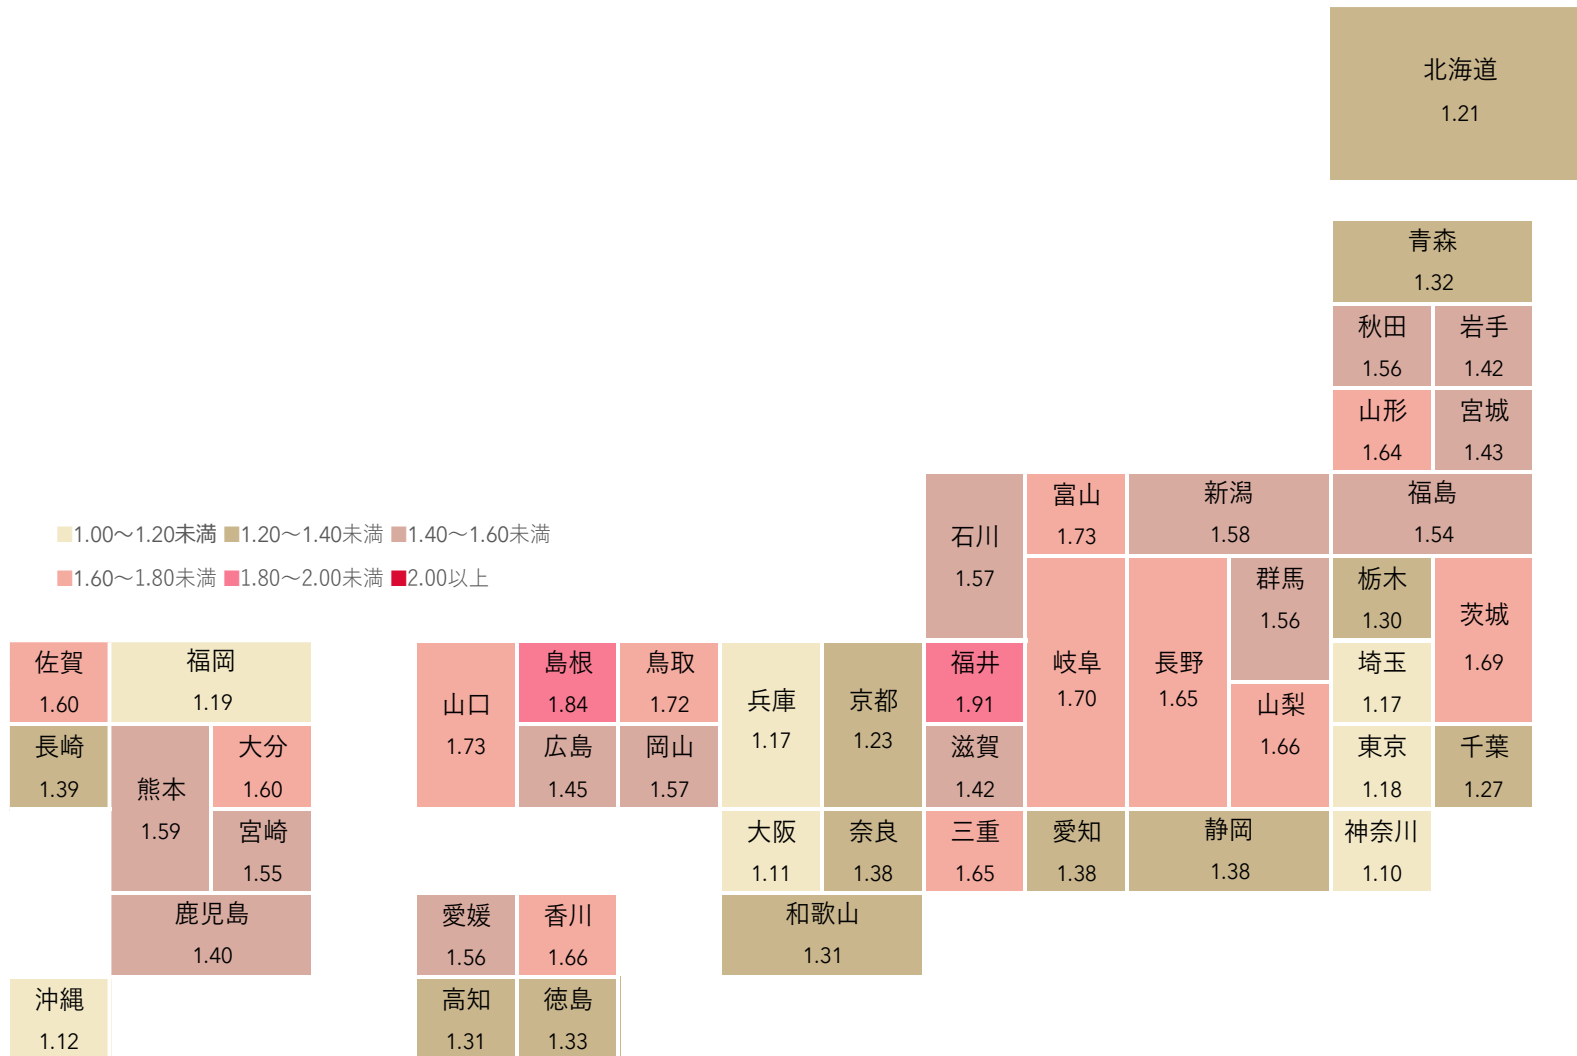 北海道
1.21
青森
1.32
秋田
1.56
岩手
1.42
山形
1.64
宮城
1.43
石川
1.57
富山
1.73
新潟
1.58
福島
1.54
■1.00～1.20未満 ■1.20～1.40未満 ■1.40～1.60未満
■1.60～1.80未満 ■1.80～2.00未満 ■2.00以上
群馬
1.56
栃木
1.30
茨城
1.69
佐賀
1.60
福岡
1.19
山口
1.73
島根
1.84
鳥取
1.72
兵庫
1.17
京都
1.23
福井
1.91
岐阜
1.70
長野
1.65
山梨
1.66
埼玉
1.17
長崎
1.39
熊本
1.59
大分
1.60
広島
1.45
岡山
1.57
滋賀
1.42
東京
1.18
千葉
1.27
宮崎
1.55
大阪
1.11
奈良
1.38
三重
1.65
愛知
1.38
静岡
1.38
神奈川
1.10
鹿児島
1.40
愛媛
1.56
香川
1.66
和歌山
1.31
沖縄
1.12
高知
1.31
徳島
1.33